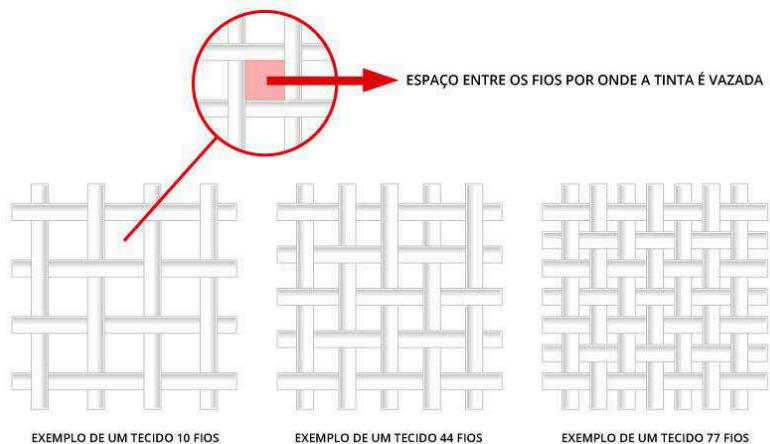 ESPAÇO ENTRE OS FIOS POR ONDE A TINTA É VAZADA
EXEMPLO DE UM TECIDO 10 FIOS
EXEMPLO DE UM TECIDO 44 FIOS
EXEMPLO DE UM TECIDO 77 FIOS